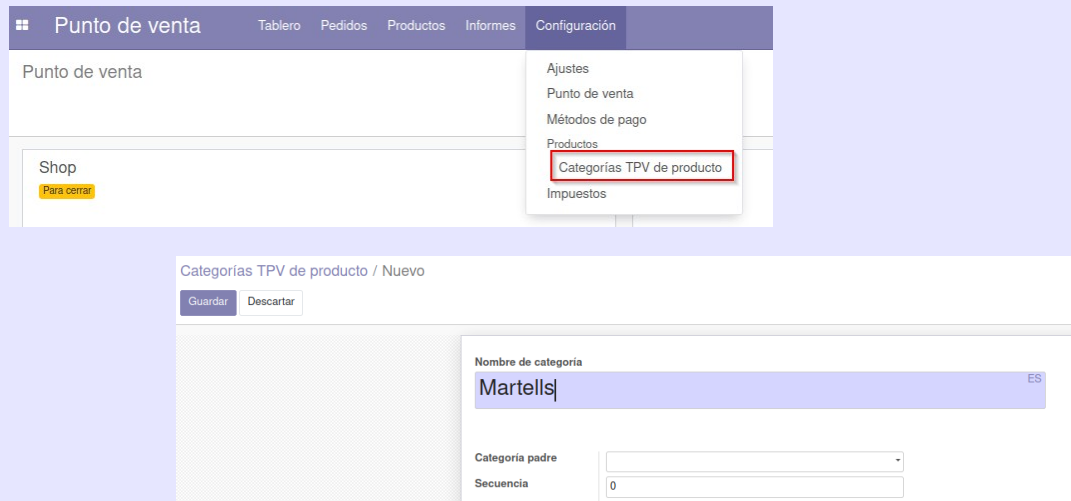 Punto de venta Tablero Pedidos Productos Informes Configuración
Punto de venta
Ajustes
Punto de venta
Métodos de pago
Productos
Categorías TPV de producto
Impuestos
Shop
Para cerrar
Categorías TPV de producto / Nuevo
Guardar Descartar
Nombre de categoría
Martells ES
Categoría padre
Secuencia 0